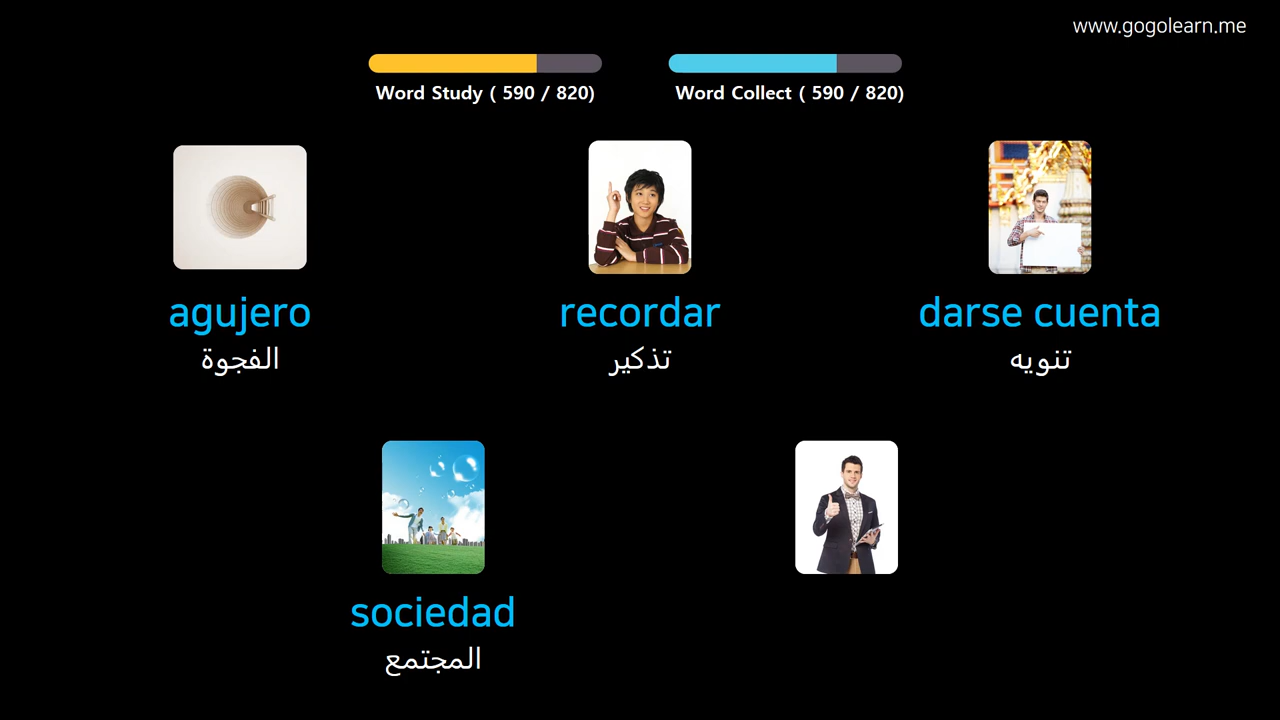 www.gogolearn.me
Word Study ( 590 / 820)
Word Collect ( 590 / 820)
agujero
الفجوة
recordar
تذكير
darse cuenta
تنويه
sociedad
المجتمع